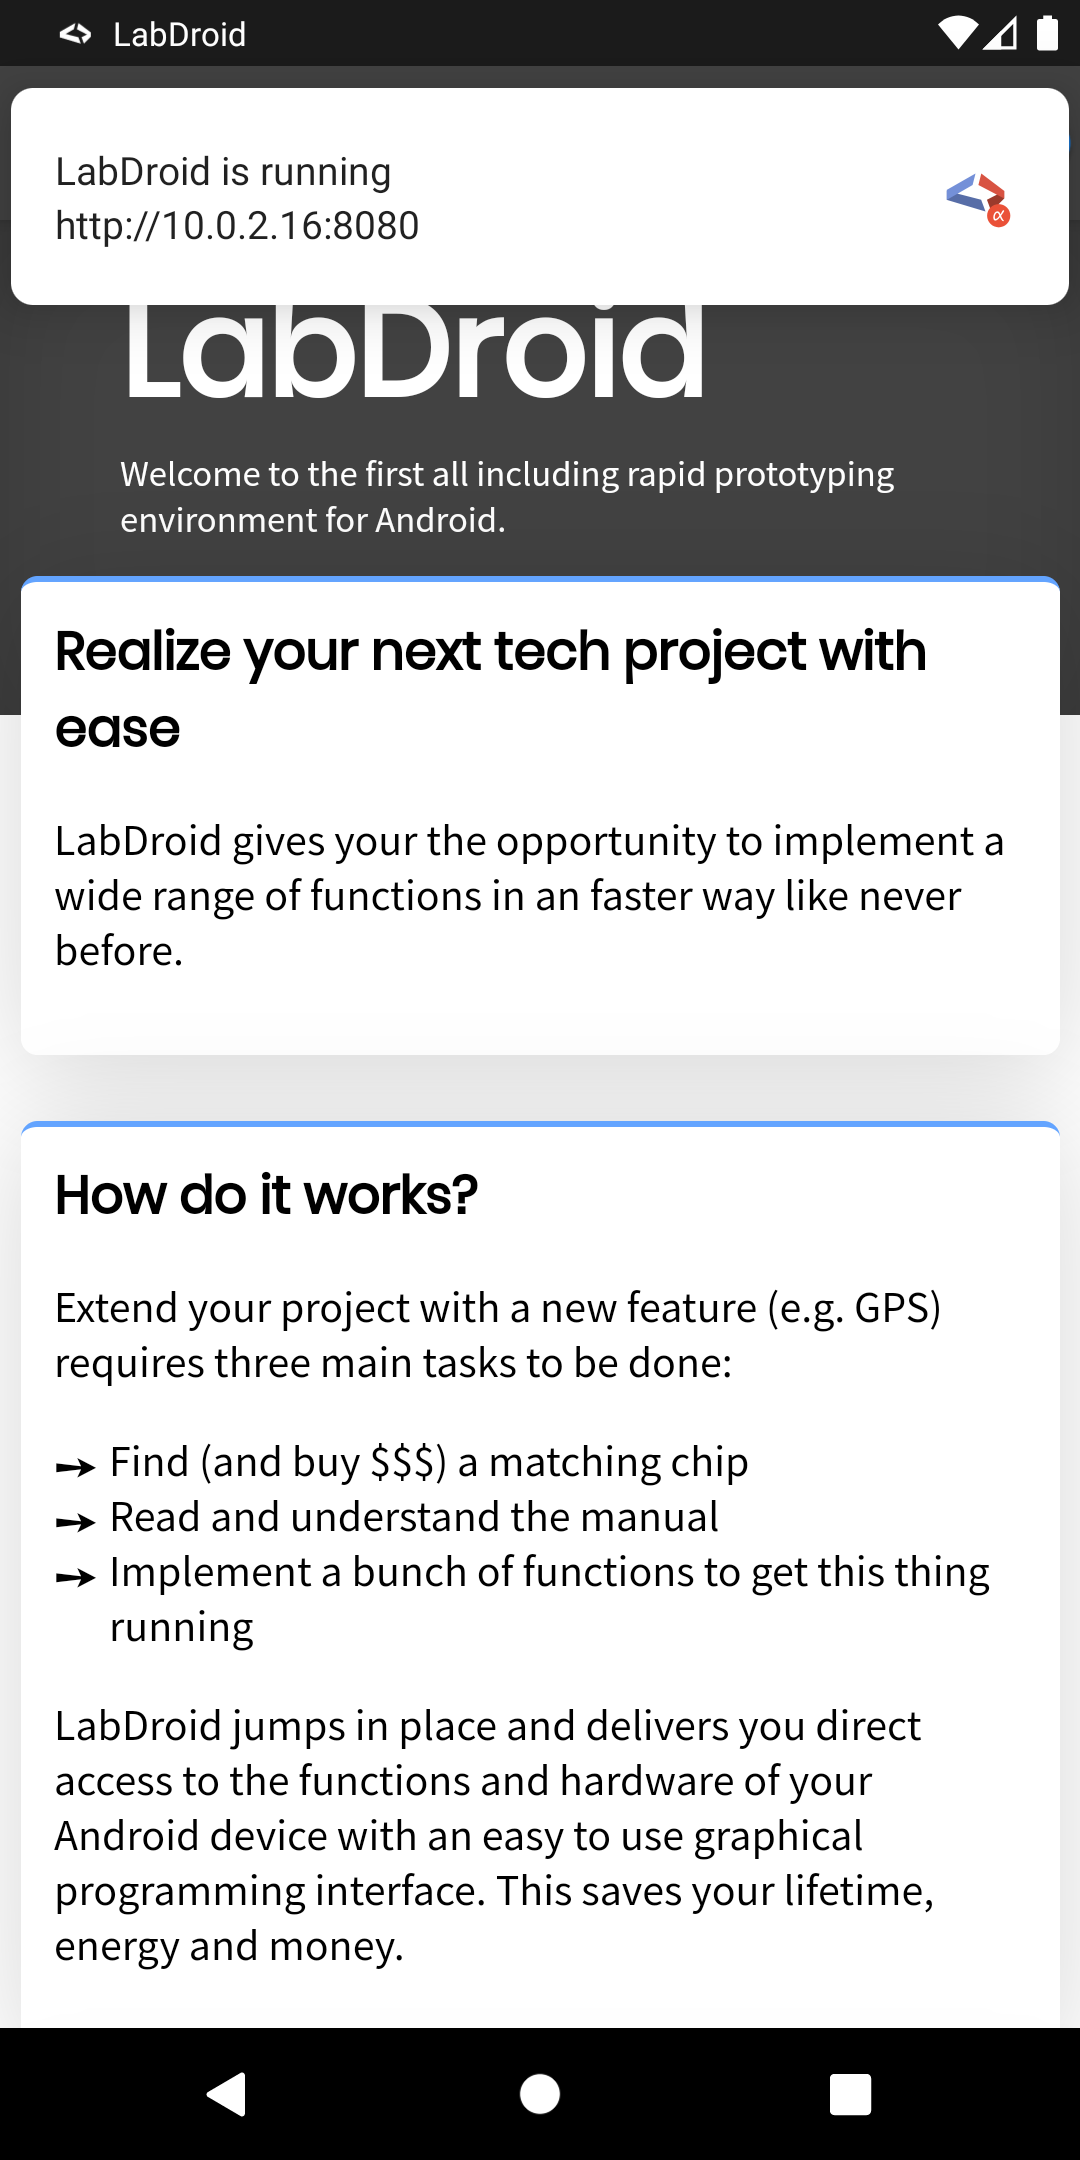 LabDroid
LabDroid is running
http://10.0.2.16:8080
α
LabDroid
Welcome to the first all including rapid prototyping
environment for Android.
Realize your next tech project with
ease
LabDroid gives your the opportunity to implement a
wide range of functions in an faster way like never
before.
How do it works?
Extend your project with a new feature (e.g. GPS)
requires three main tasks to be done:
Find (and buy $$$) a matching chip
Read and understand the manual
Implement a bunch of functions to get this thing
running
LabDroid jumps in place and delivers you direct
access to the functions and hardware of your
Android device with an easy to use graphical
programming interface. This saves your lifetime,
energy and money.